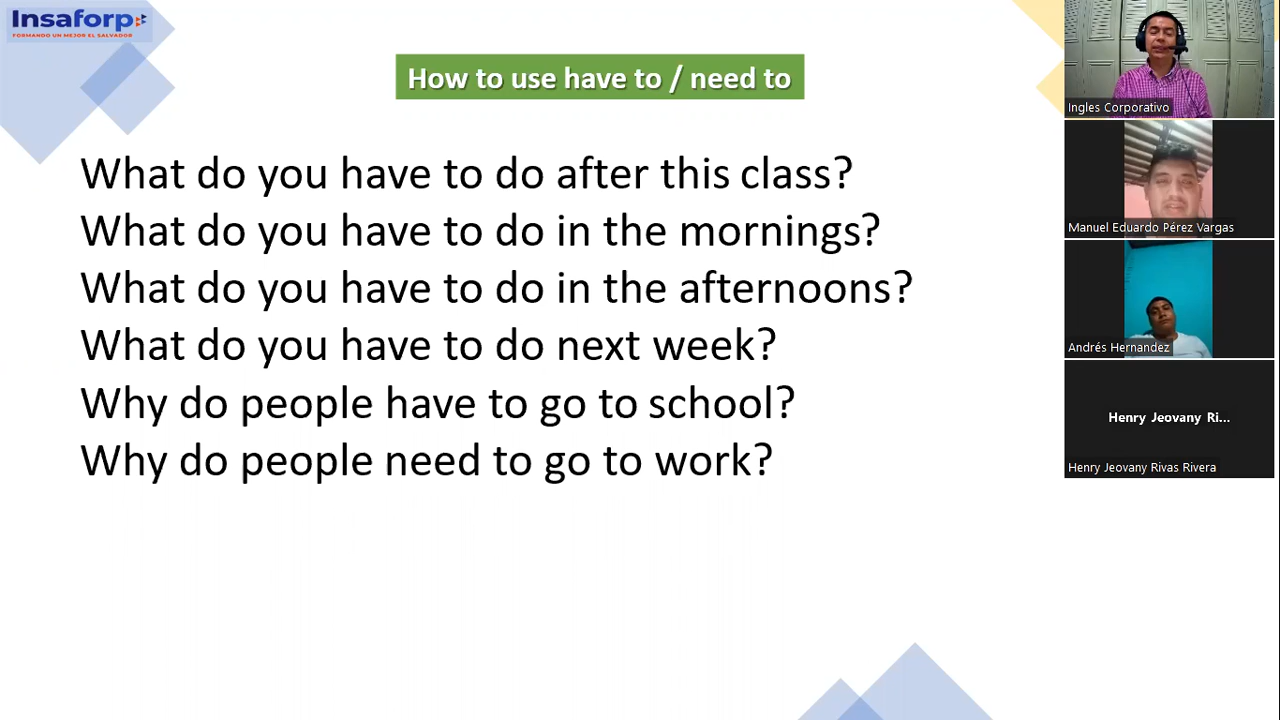 Insaforp
FORMANDO UN MEJOR EL SALVADOR
How to use have to / need to
What do you have to do after this class?
What do you have to do in the mornings?
What do you have to do in the afternoons?
What do you have to do next week?
Why do people have to go to school?
Why do people need to go to work?
Ingles Corporativo
Manuel Eduardo Pérez Vargas
Andrés Hernandez
Henry Jeovany Ri...
Henry Jeovany Rivas Rivera